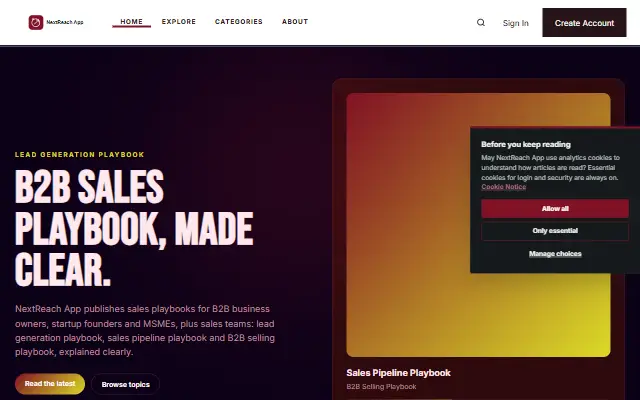 NextReach App
HOME
EXPLORE
CATEGORIES
ABOUT
Sign In
Create Account
LEAD GENERATION PLAYBOOK
B2B SALES
PLAYBOOK, MADE
CLEAR.
NextReach App publishes sales playbooks for B2B business
owners, startup founders and MSMEs, plus sales teams: lead
generation playbook, sales pipeline playbook and B2B selling
playbook, explained clearly.
Read the latest
Browse topics
Before you keep reading
May NextReach App use analytics cookies to
understand how articles are read? Essential
cookies for login and security are always on.
Cookie Notice
Allow all
Only essential
Manage choices
Sales Pipeline Playbook
B2B Selling Playbook